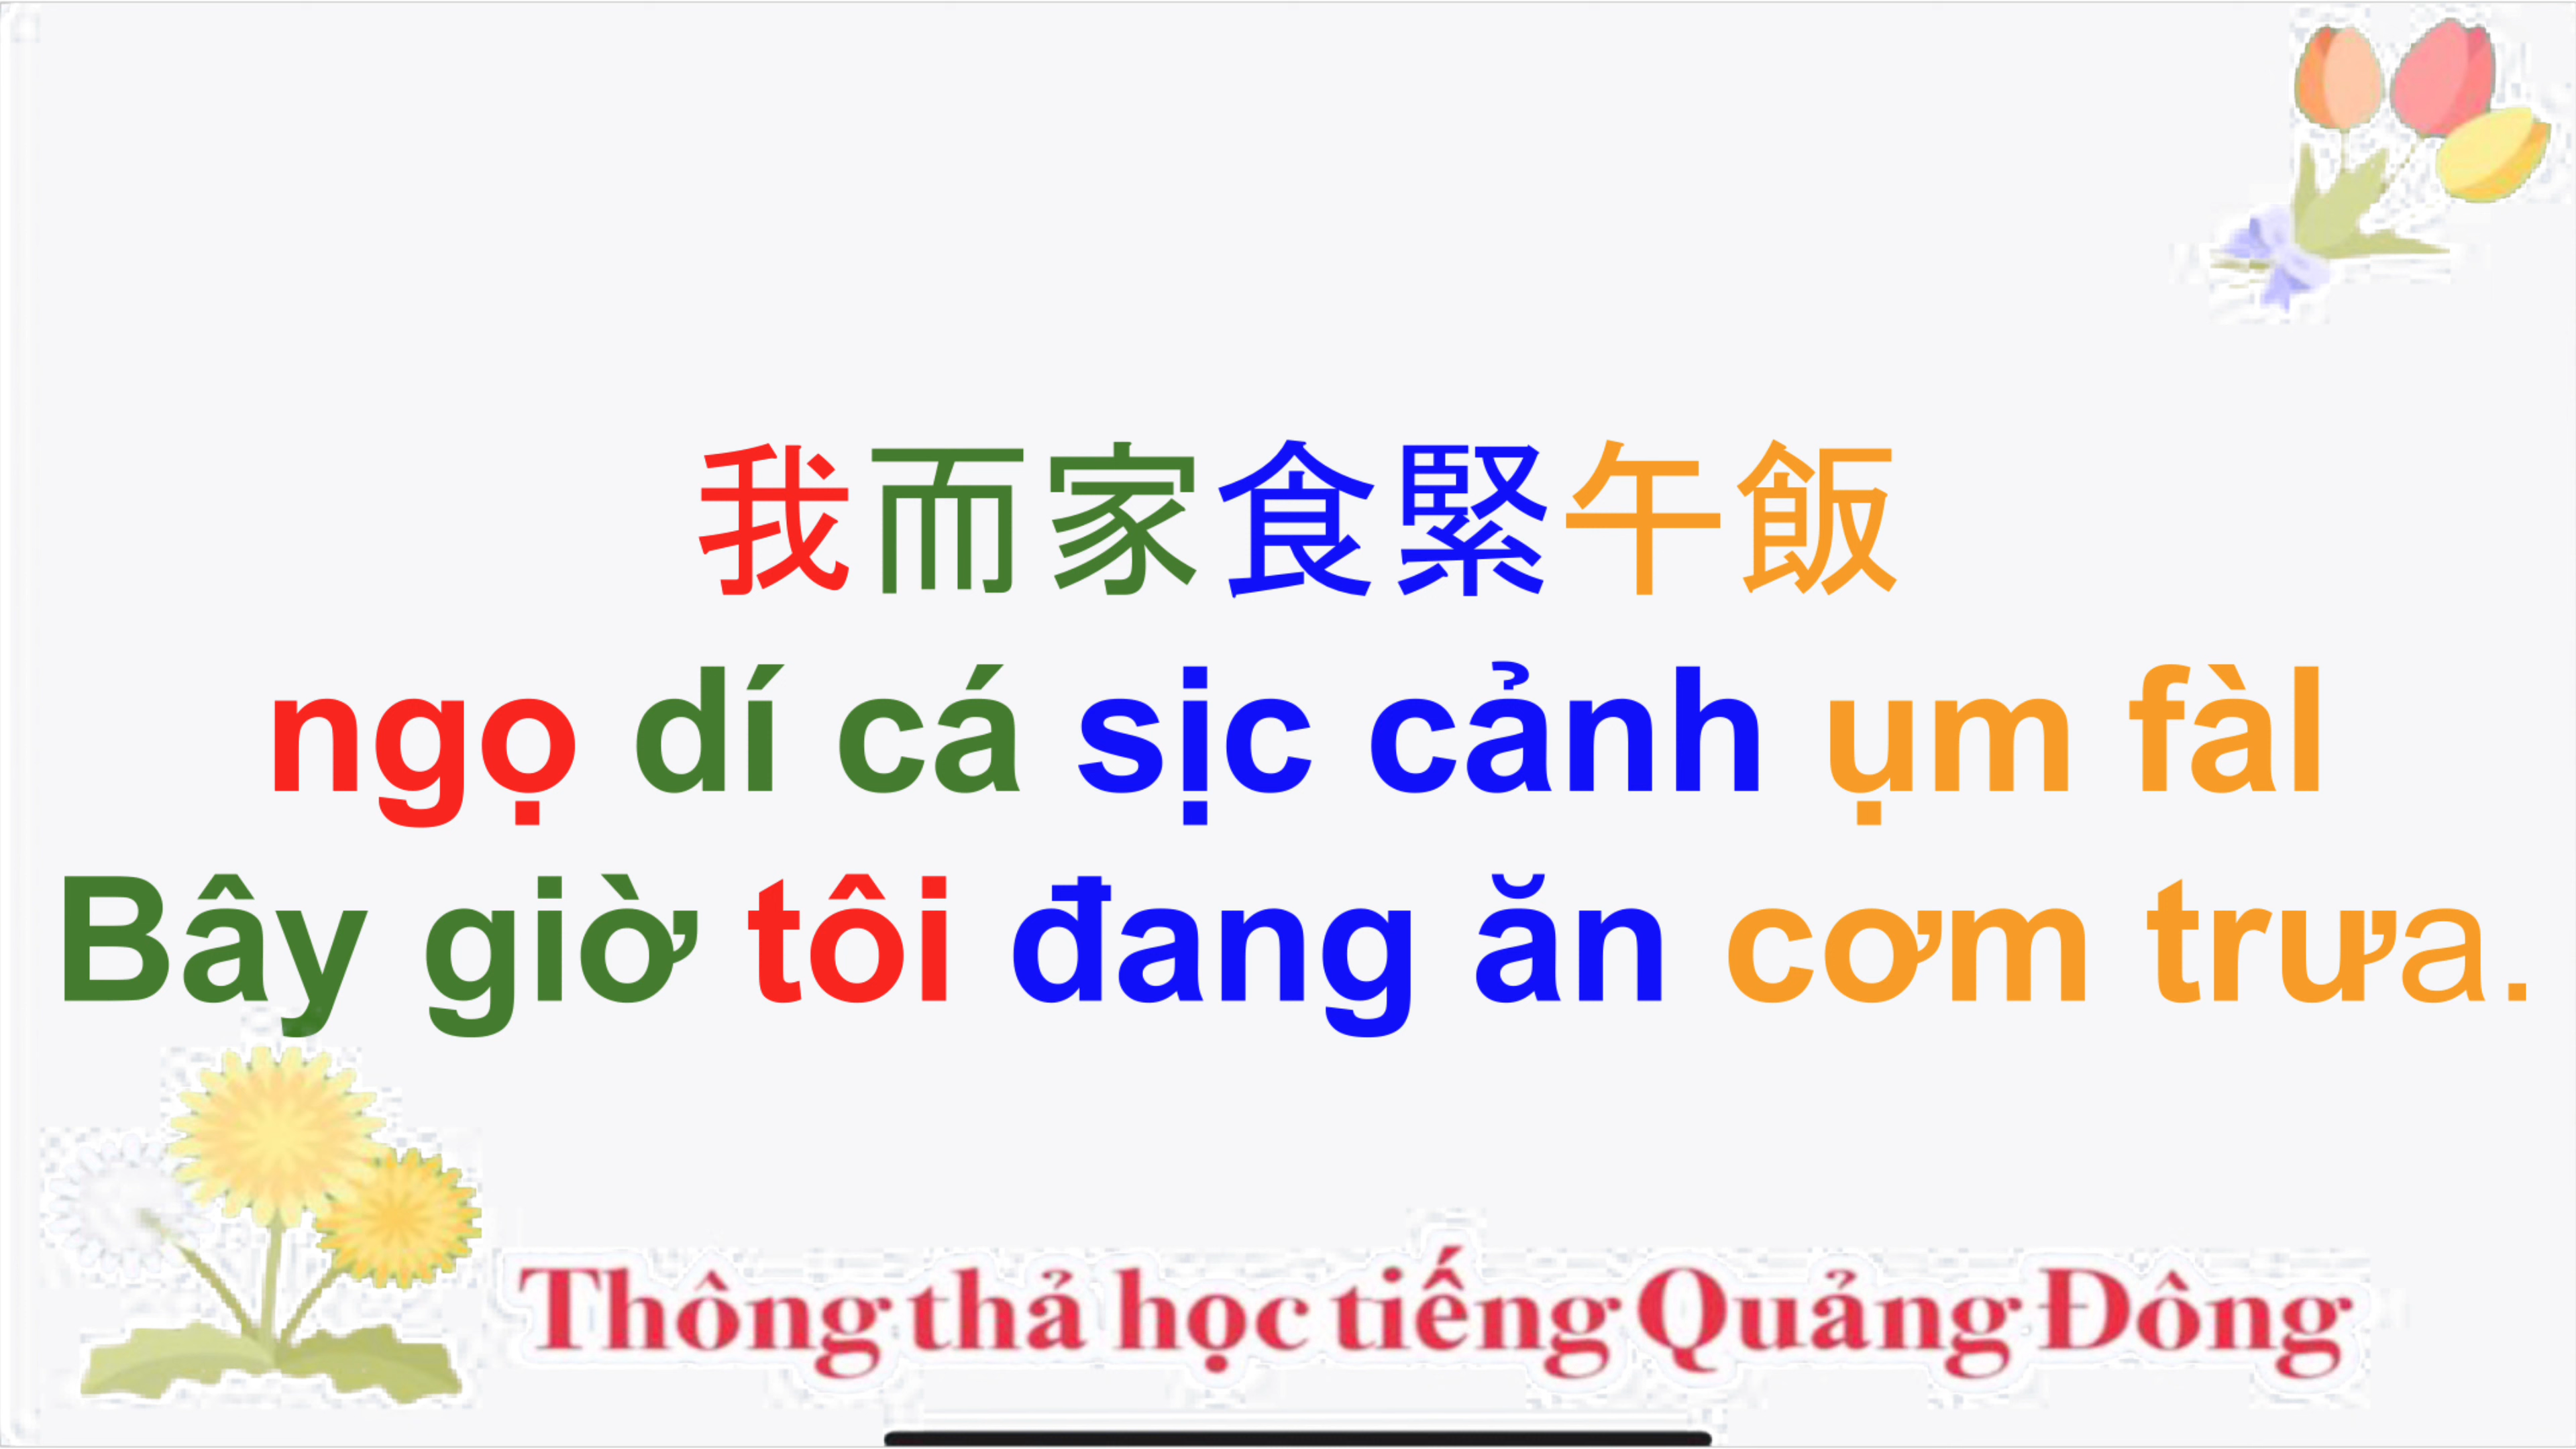 我而家食緊午飯
ngọ dí cá sịc cảnh ụm fàl
Bây giờ tôi đang ăn cơm trưa.
Thông thả học tiếng Quảng Đông